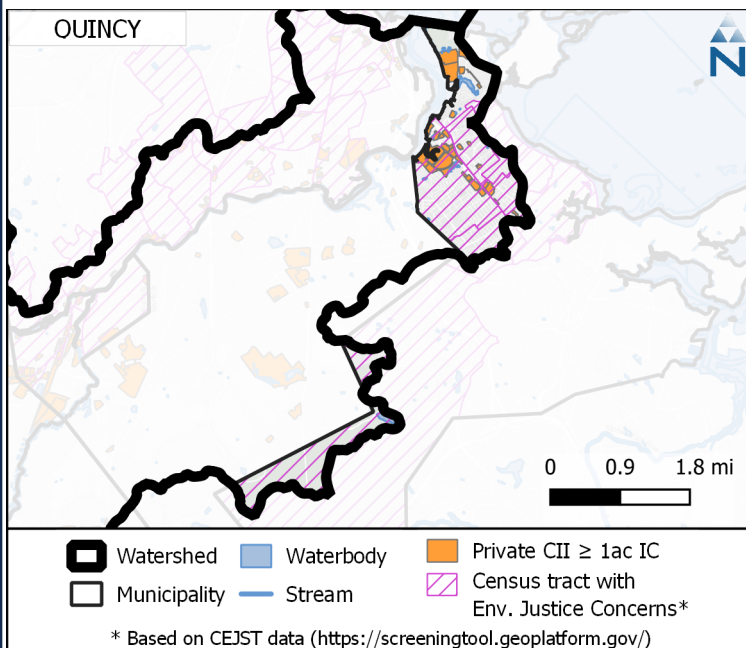 QUINCY
N
0 0.9 1.8 mi
Watershed
Waterbody
Private CII ≥ 1ac IC
Municipality
Stream
Census tract with
Env. Justice Concerns*
* Based on CEJST data (https://screeningtool.geoplatform.gov/)